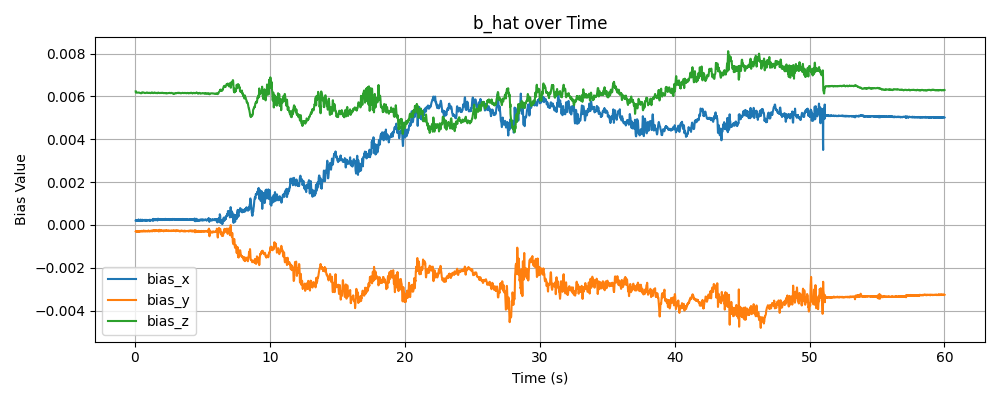 b_hat over Time
Bias Value
0.008
0.006
0.004
0.002
0.000
−0.002
−0.004
bias_x
bias_y
bias_z
0 10 20 30 40 50 60
Time (s)